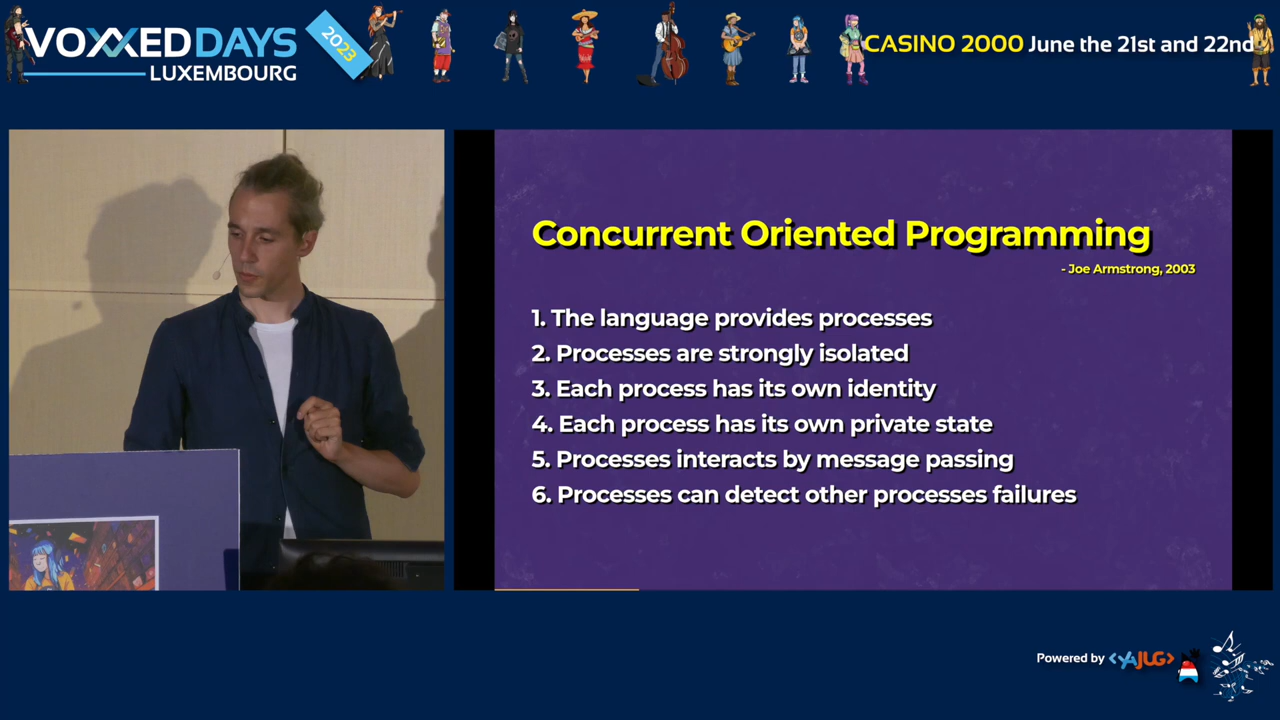 VOXXED DAYS
LUXEMBOURG
2023
CASINO 2000 June the 21st and 22nd
Concurrent Oriented Programming
- Joe Armstrong, 2003
1. The language provides processes
2. Processes are strongly isolated
3. Each process has its own identity
4. Each process has its own private state
5. Processes interacts by message passing
6. Processes can detect other processes failures
Powered by <YAJUG>